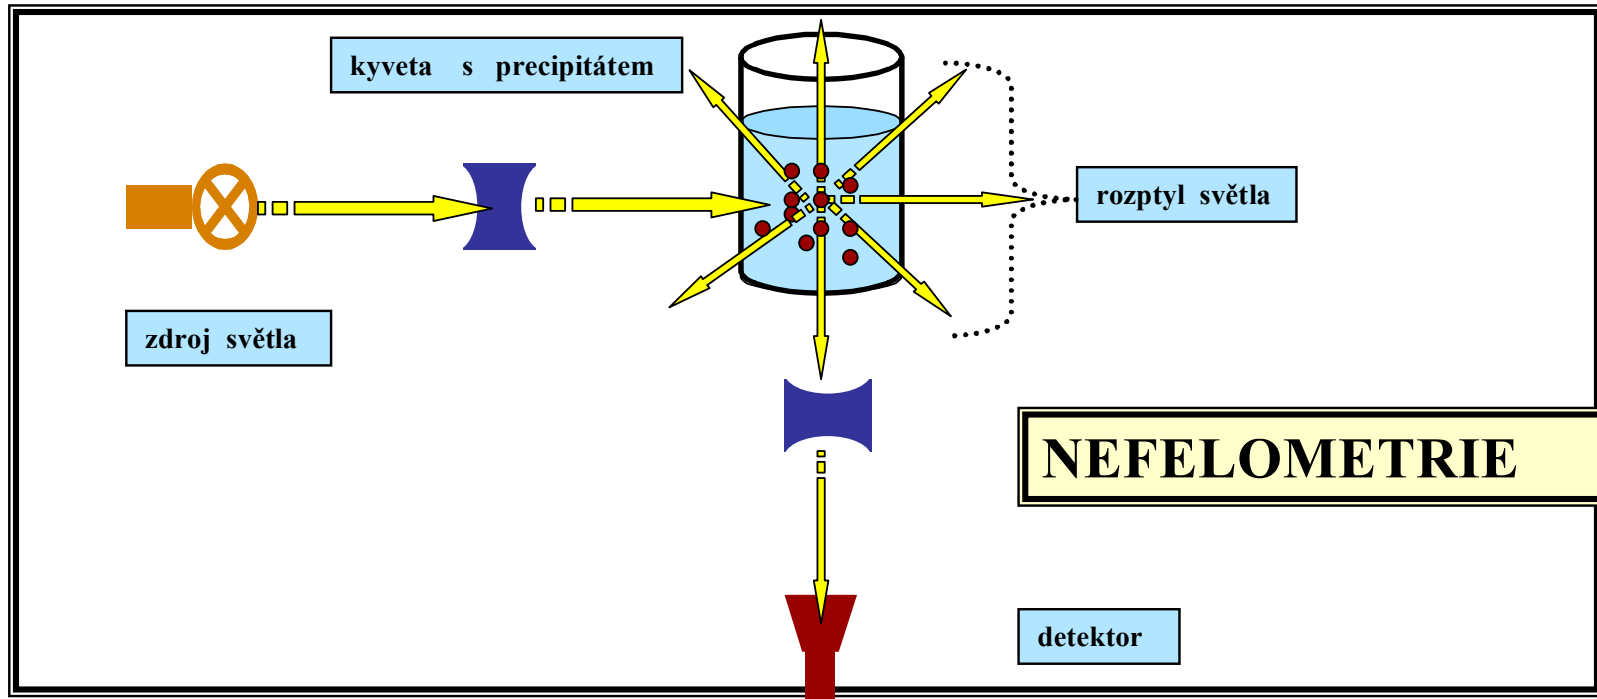 kyveta s precipitátem
rozptyl světla
zdroj světla
NEFELOMETRIE
detektor